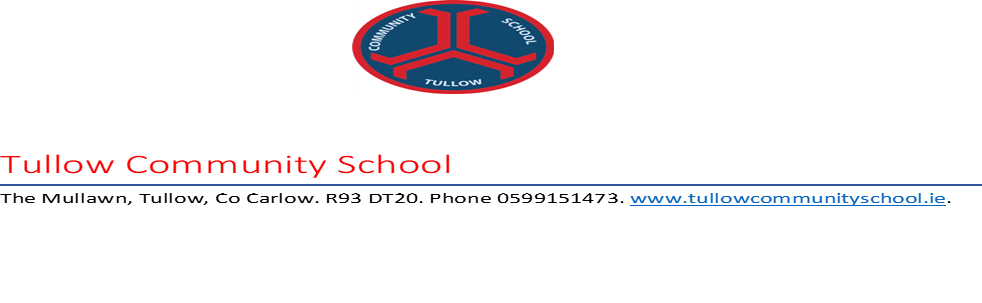 COMMUNITY SCHOOL
TULLOW
Tullow Community School
The Mullawn, Tullow, Co Carlow. R93 DT20. Phone 0599151473. www.tullowcommunityschool.ie.